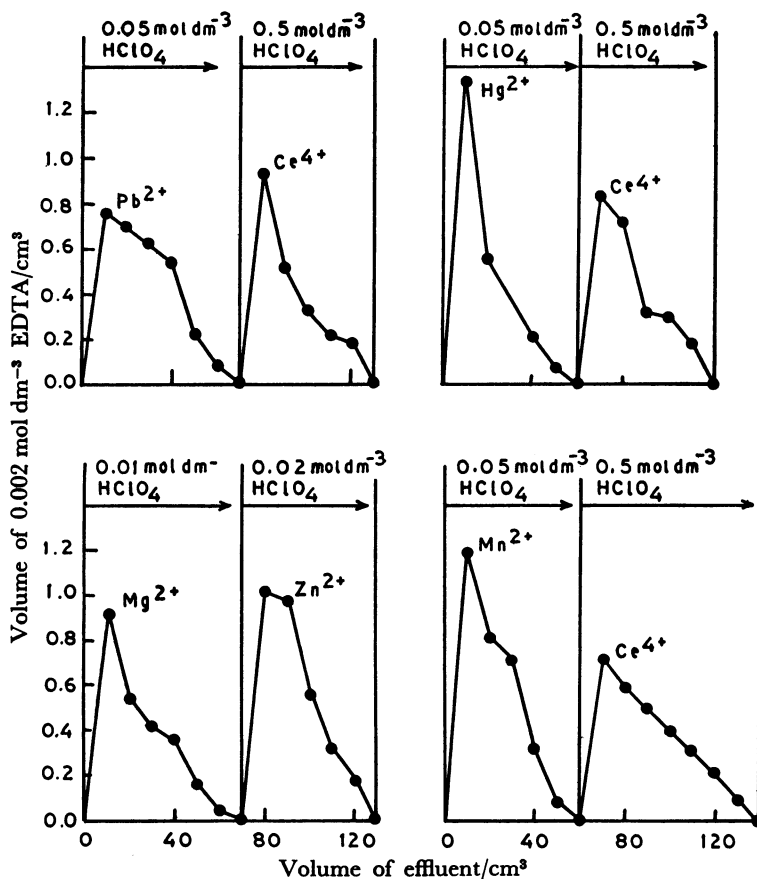 0.05 mol dm⁻³
HClO₄
0.5 mol dm⁻³
HClO₄
Pb²⁺
Ce⁴⁺
1.2
1.0
0.8
0.6
0.4
0.2
0.0
0.05 mol dm⁻³
HClO₄
0.5 mol dm⁻³
HClO₄
Hg²⁺
Ce⁴⁺
Volume of 0.002 mol dm⁻³ EDTA/cm³
0.01 mol dm⁻
HClO₄
0.02 mol dm⁻³
HClO₄
Mg²⁺
Zn²⁺
1.2
1.0
0.8
0.6
0.4
0.2
0.0
0 40 80 120
0.05 mol dm⁻³
HClO₄
0.5 mol dm⁻³
HClO₄
Mn²⁺
Ce⁴⁺
0 40 80 120
Volume of effluent/cm³